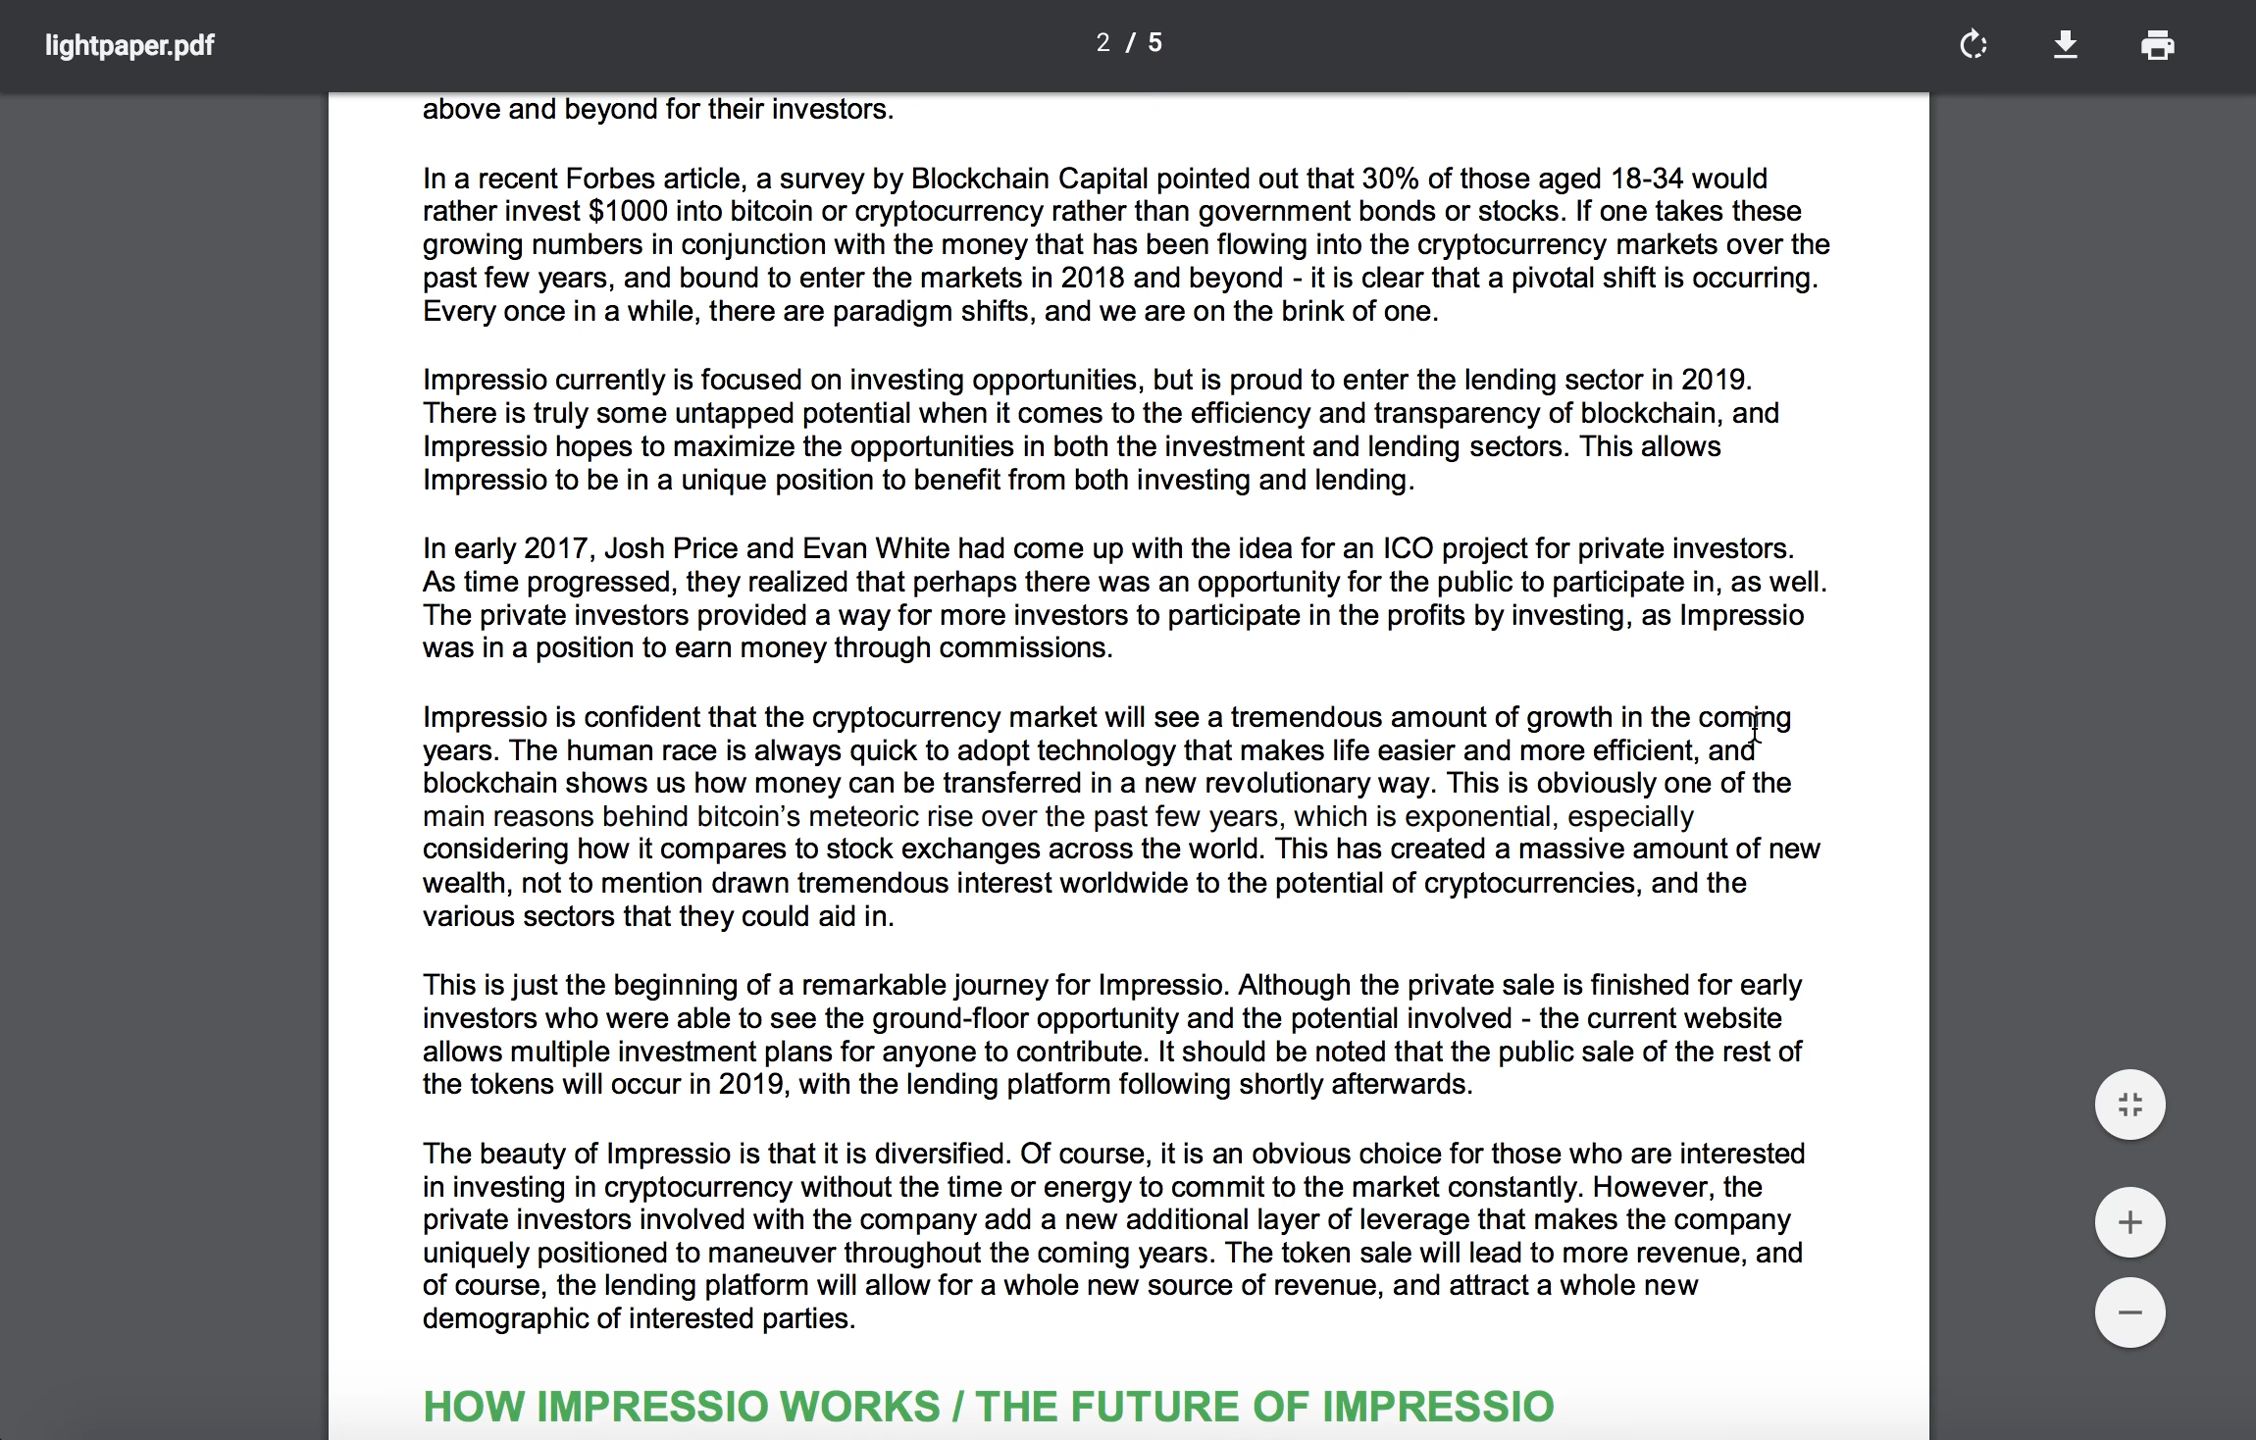 lightpaper.pdf
2 / 5
above and beyond for their investors.
In a recent Forbes article, a survey by Blockchain Capital pointed out that 30% of those aged 18-34 would
rather invest $1000 into bitcoin or cryptocurrency rather than government bonds or stocks. If one takes these
growing numbers in conjunction with the money that has been flowing into the cryptocurrency markets over the
past few years, and bound to enter the markets in 2018 and beyond - it is clear that a pivotal shift is occurring.
Every once in a while, there are paradigm shifts, and we are on the brink of one.
Impressio currently is focused on investing opportunities, but is proud to enter the lending sector in 2019.
There is truly some untapped potential when it comes to the efficiency and transparency of blockchain, and
Impressio hopes to maximize the opportunities in both the investment and lending sectors. This allows
Impressio to be in a unique position to benefit from both investing and lending.
In early 2017, Josh Price and Evan White had come up with the idea for an ICO project for private investors.
As time progressed, they realized that perhaps there was an opportunity for the public to participate in, as well.
The private investors provided a way for more investors to participate in the profits by investing, as Impressio
was in a position to earn money through commissions.
Impressio is confident that the cryptocurrency market will see a tremendous amount of growth in the coming
years. The human race is always quick to adopt technology that makes life easier and more efficient, and
blockchain shows us how money can be transferred in a new revolutionary way. This is obviously one of the
main reasons behind bitcoin’s meteoric rise over the past few years, which is exponential, especially
considering how it compares to stock exchanges across the world. This has created a massive amount of new
wealth, not to mention drawn tremendous interest worldwide to the potential of cryptocurrencies, and the
various sectors that they could aid in.
This is just the beginning of a remarkable journey for Impressio. Although the private sale is finished for early
investors who were able to see the ground-floor opportunity and the potential involved - the current website
allows multiple investment plans for anyone to contribute. It should be noted that the public sale of the rest of
the tokens will occur in 2019, with the lending platform following shortly afterwards.
The beauty of Impressio is that it is diversified. Of course, it is an obvious choice for those who are interested
in investing in cryptocurrency without the time or energy to commit to the market constantly. However, the
private investors involved with the company add a new additional layer of leverage that makes the company
uniquely positioned to maneuver throughout the coming years. The token sale will lead to more revenue, and
of course, the lending platform will allow for a whole new source of revenue, and attract a whole new
demographic of interested parties.
HOW IMPRESSIO WORKS / THE FUTURE OF IMPRESSIO